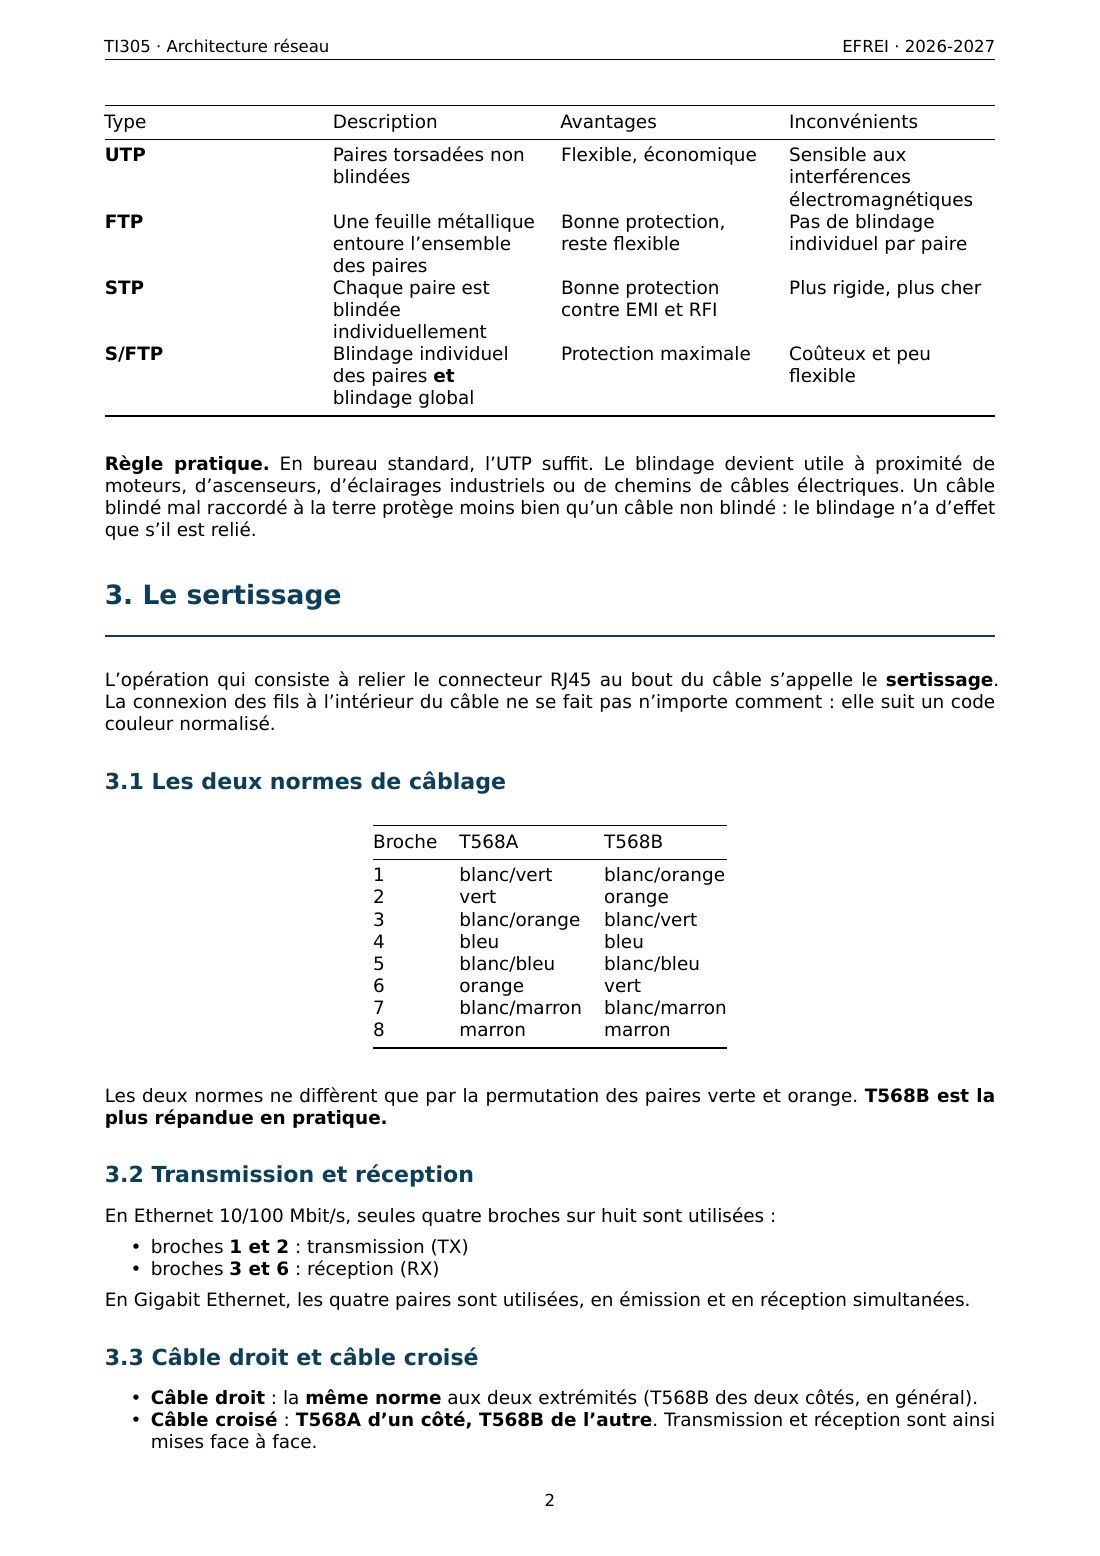 TI305 · Architecture réseau EFREI · 2026-2027
Type Description Avantages Inconvénients
UTP Paires torsadées non Flexible, économique Sensible aux
blindées interférences
électromagnétiques
FTP Une feuille métallique Bonne protection, Pas de blindage
entoure l’ensemble reste flexible individuel par paire
des paires
STP Chaque paire est Bonne protection Plus rigide, plus cher
blindée contre EMI et RFI
individuellement
S/FTP Blindage individuel Protection maximale Coûteux et peu
des paires et flexible
blindage global
Règle pratique. En bureau standard, l’UTP suffit. Le blindage devient utile à proximité de
moteurs, d’ascenseurs, d’éclairages industriels ou de chemins de câbles électriques. Un câble
blindé mal raccordé à la terre protège moins bien qu’un câble non blindé : le blindage n’a d’effet
que s’il est relié.
3. Le sertissage
L’opération qui consiste à relier le connecteur RJ45 au bout du câble s’appelle le sertissage.
La connexion des fils à l’intérieur du câble ne se fait pas n’importe comment : elle suit un code
couleur normalisé.
3.1 Les deux normes de câblage
Broche T568A T568B
1 blanc/vert blanc/orange
2 vert orange
3 blanc/orange blanc/vert
4 bleu bleu
5 blanc/bleu blanc/bleu
6 orange vert
7 blanc/marron blanc/marron
8 marron marron
Les deux normes ne diffèrent que par la permutation des paires verte et orange. T568B est la
plus répandue en pratique.
3.2 Transmission et réception
En Ethernet 10/100 Mbit/s, seules quatre broches sur huit sont utilisées :
• broches 1 et 2 : transmission (TX)
• broches 3 et 6 : réception (RX)
En Gigabit Ethernet, les quatre paires sont utilisées, en émission et en réception simultanées.
3.3 Câble droit et câble croisé
• Câble droit : la même norme aux deux extrémités (T568B des deux côtés, en général).
• Câble croisé : T568A d’un côté, T568B de l’autre. Transmission et réception sont ainsi
mises face à face.
2